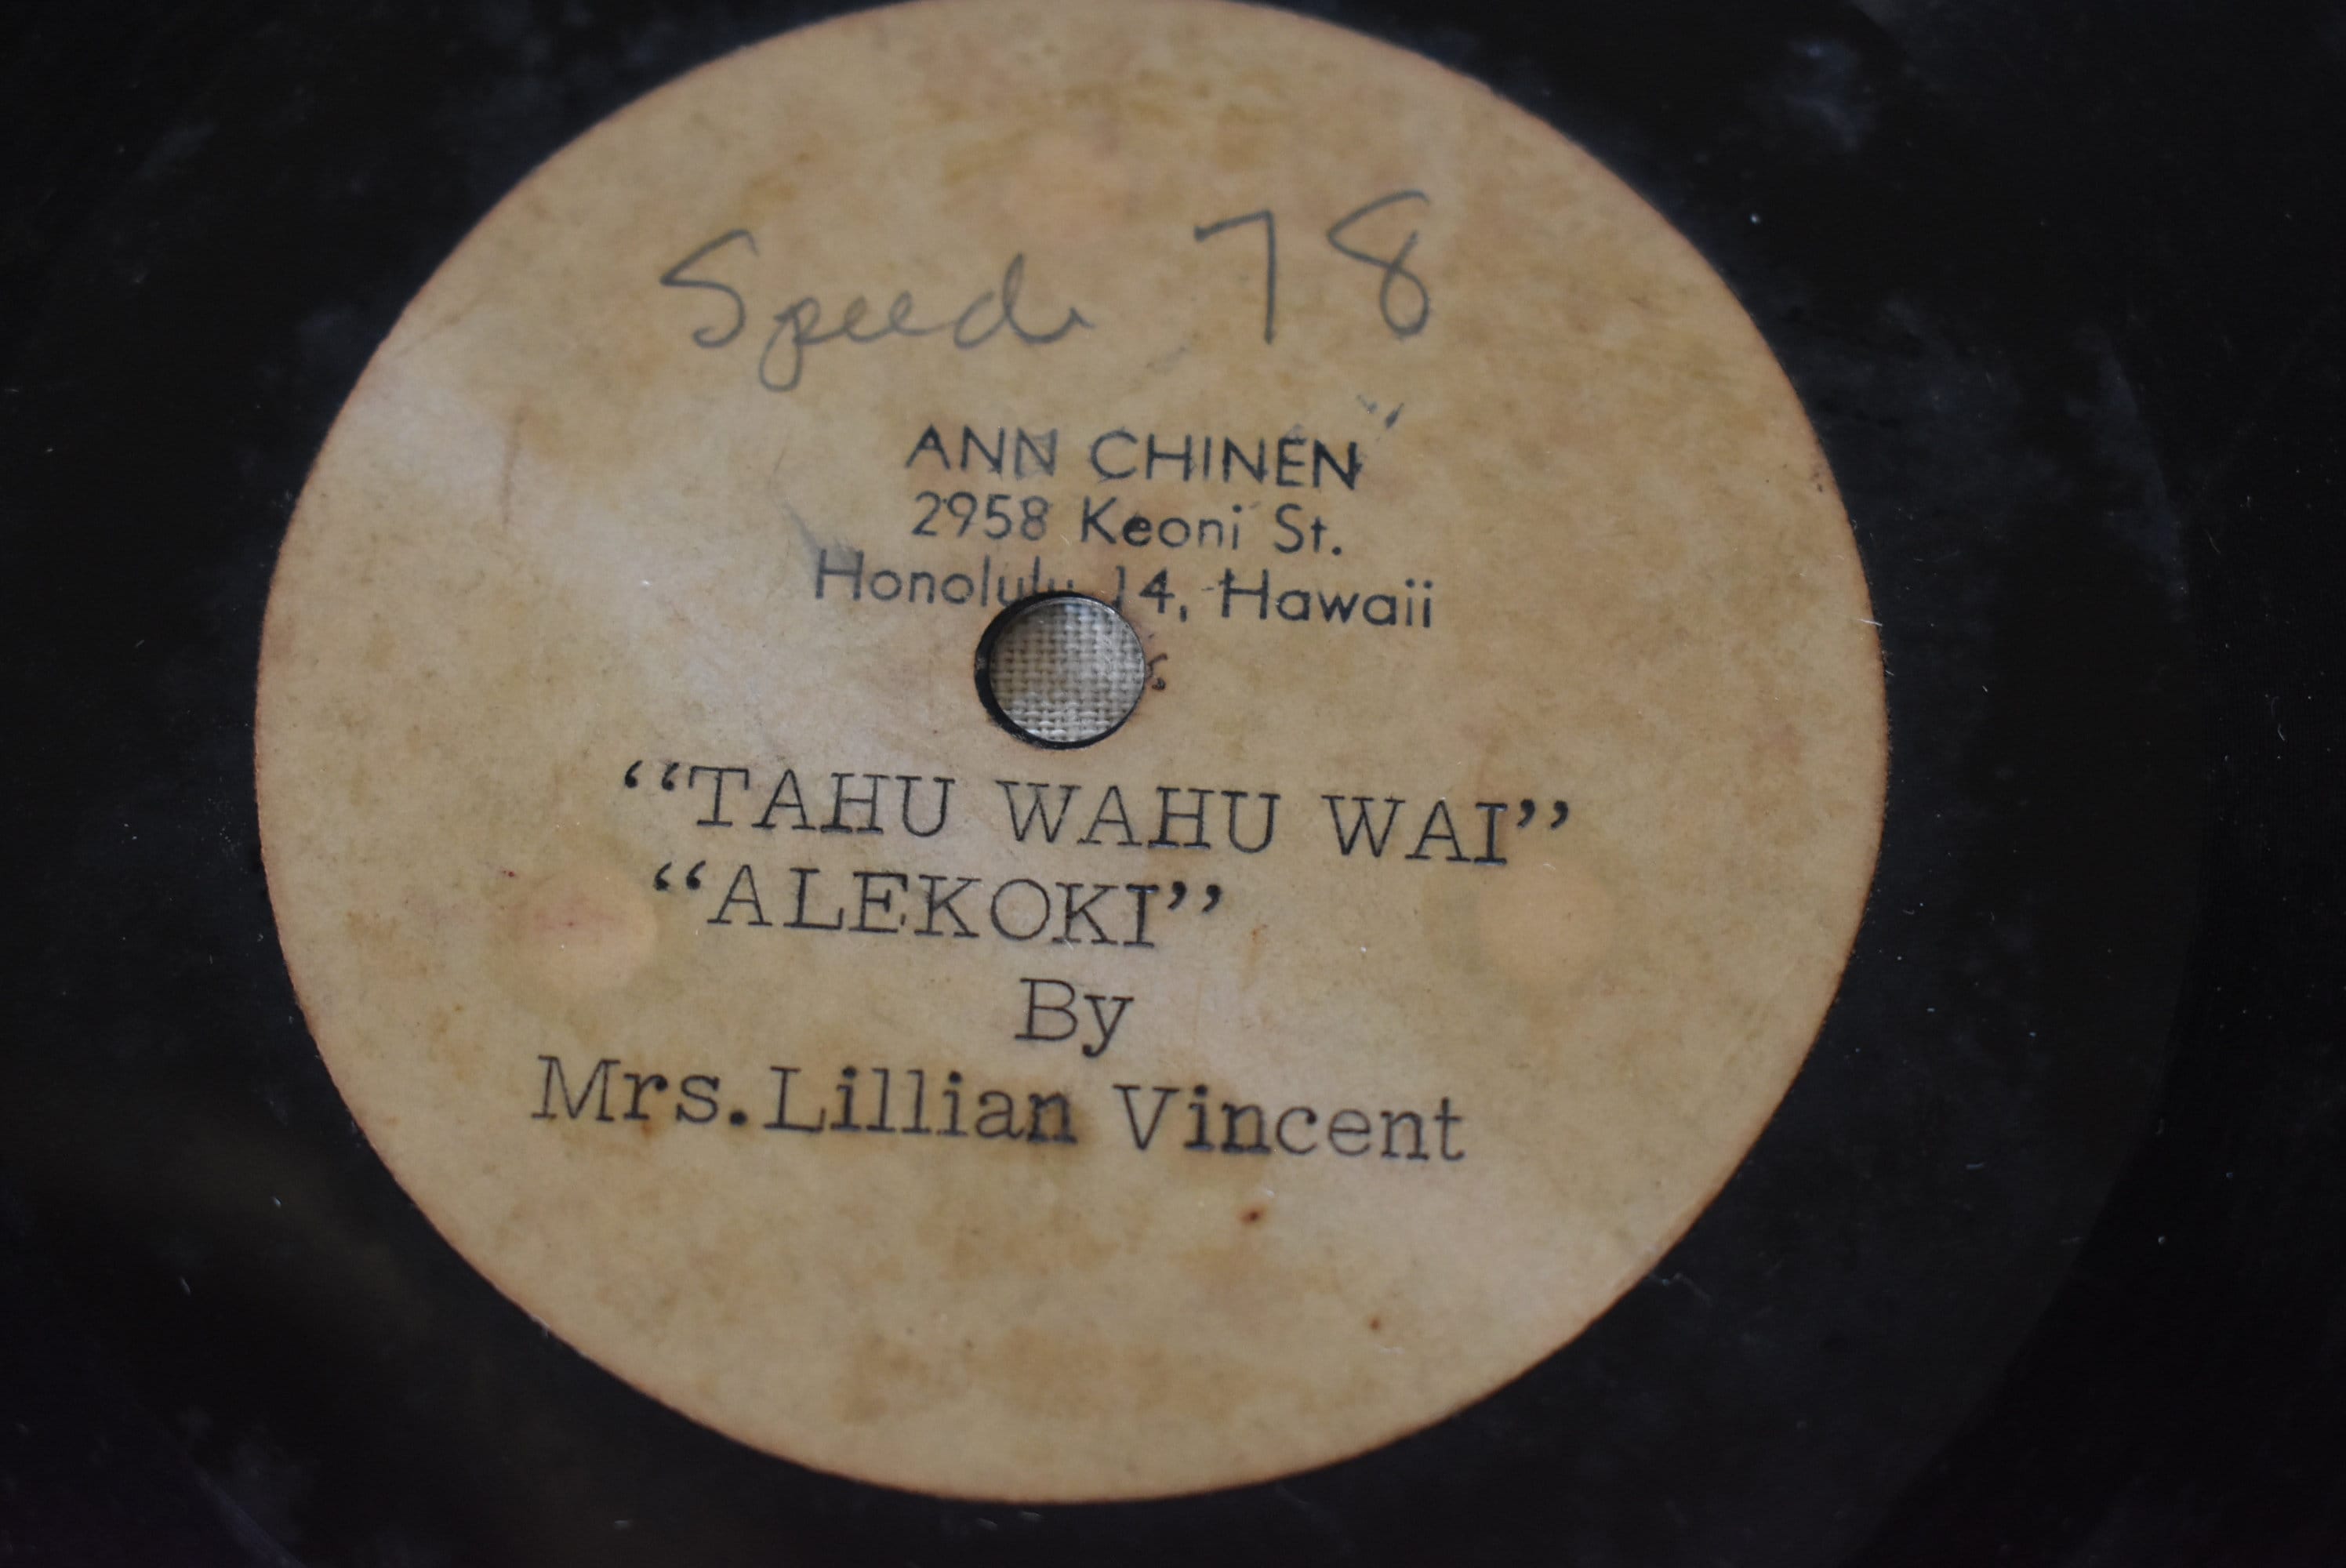 Speed 78
ANN CHINEN
2958 Keoni St.
Honolulu 14, Hawaii
“TAHU WAHU WAI”
“ALEKOKI”
By
Mrs.Lillian Vincent